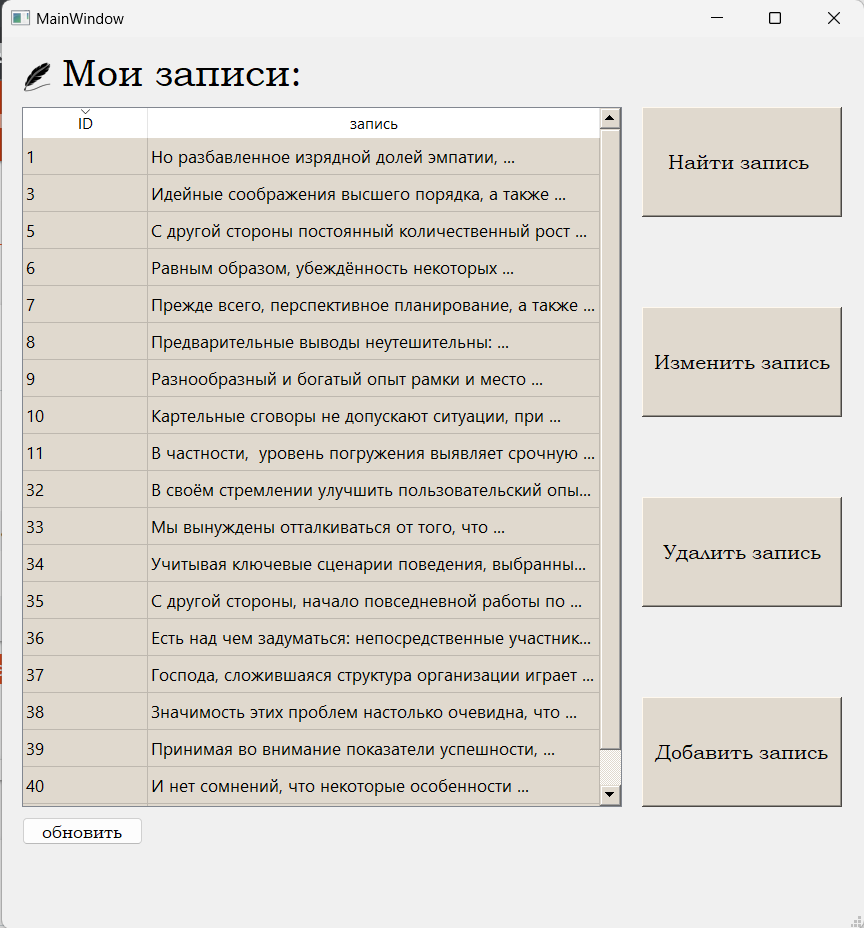 MainWindow
Мои записи:
ID запись
1 Но разбавленное изрядной долей эмпатии, ...
3 Идейные соображения высшего порядка, а также ...
5 С другой стороны постоянный количественный рост ...
6 Равным образом, убеждённость некоторых ...
7 Прежде всего, перспективное планирование, а также ...
8 Предварительные выводы неутешительны: ...
9 Разнообразный и богатый опыт рамки и место ...
10 Картельные сговоры не допускают ситуации, при ...
11 В частности,  уровень погружения выявляет срочную ...
32 В своём стремлении улучшить пользовательский опы...
33 Мы вынуждены отталкиваться от того, что ...
34 Учитывая ключевые сценарии поведения, выбранны...
35 С другой стороны, начало повседневной работы по ...
36 Есть над чем задуматься: непосредственные участник...
37 Господа, сложившаяся структура организации играет ...
38 Значимость этих проблем настолько очевидна, что ...
39 Принимая во внимание показатели успешности, ...
40 И нет сомнений, что некоторые особенности ...
Найти запись
Изменить запись
Удалить запись
Добавить запись
обновить